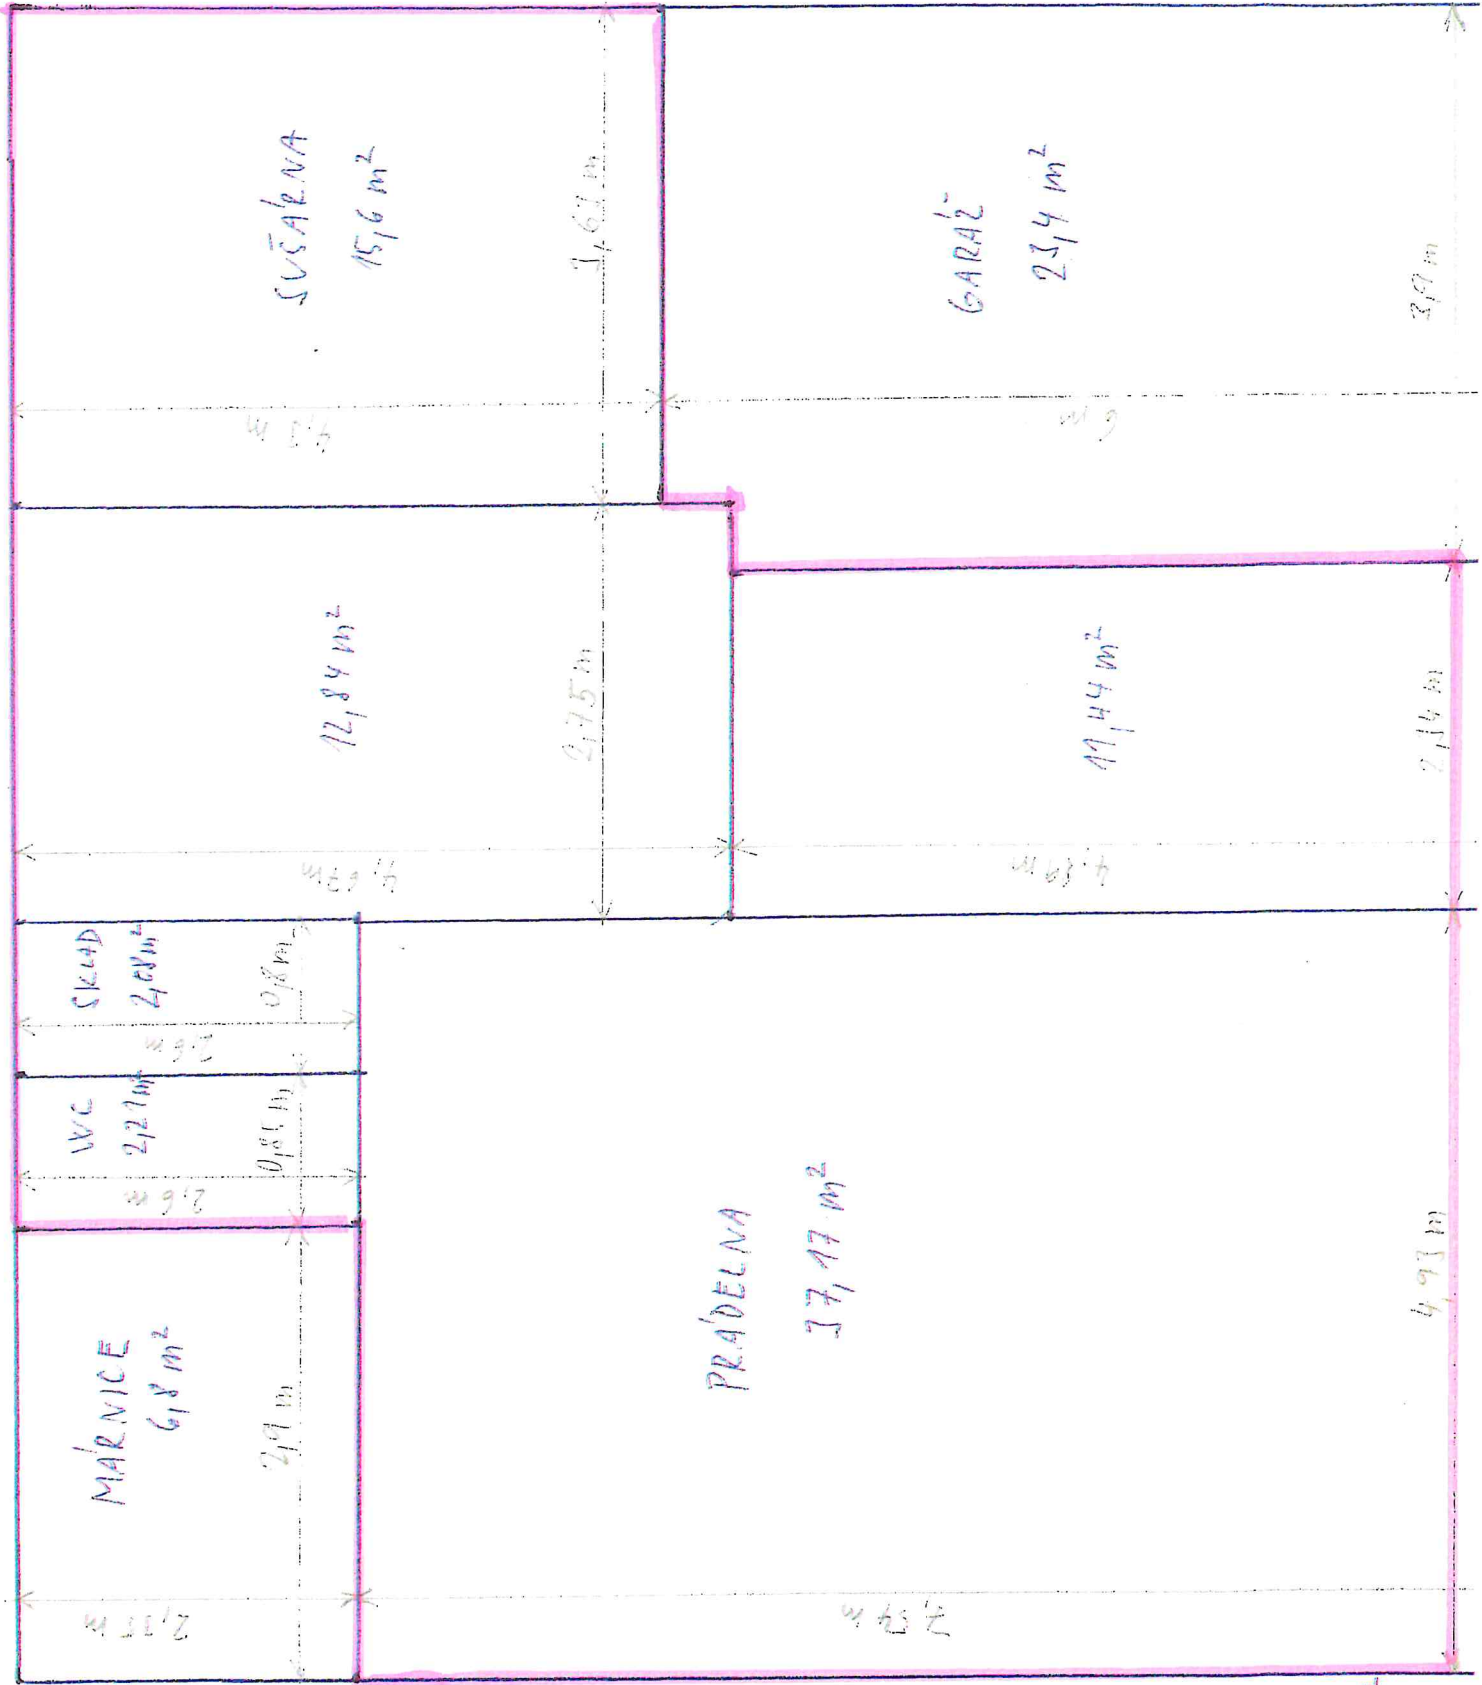 MÁRNICE
6,8 m²
2,9 m
2,35 m
WC
2,21 m²
0,85 m
2,6 m
SKLAD
2,08 m²
0,8 m
2,6 m
12,84 m²
2,75 m
4,67 m
SUŠÁRNA
15,6 m²
3,63 m
4,3 m
PRÁDELNA
37,17 m²
4,93 m
7,54 m
11,44 m²
2,34 m
4,89 m
GARÁŽ
23,4 m²
3,9 m
6 m